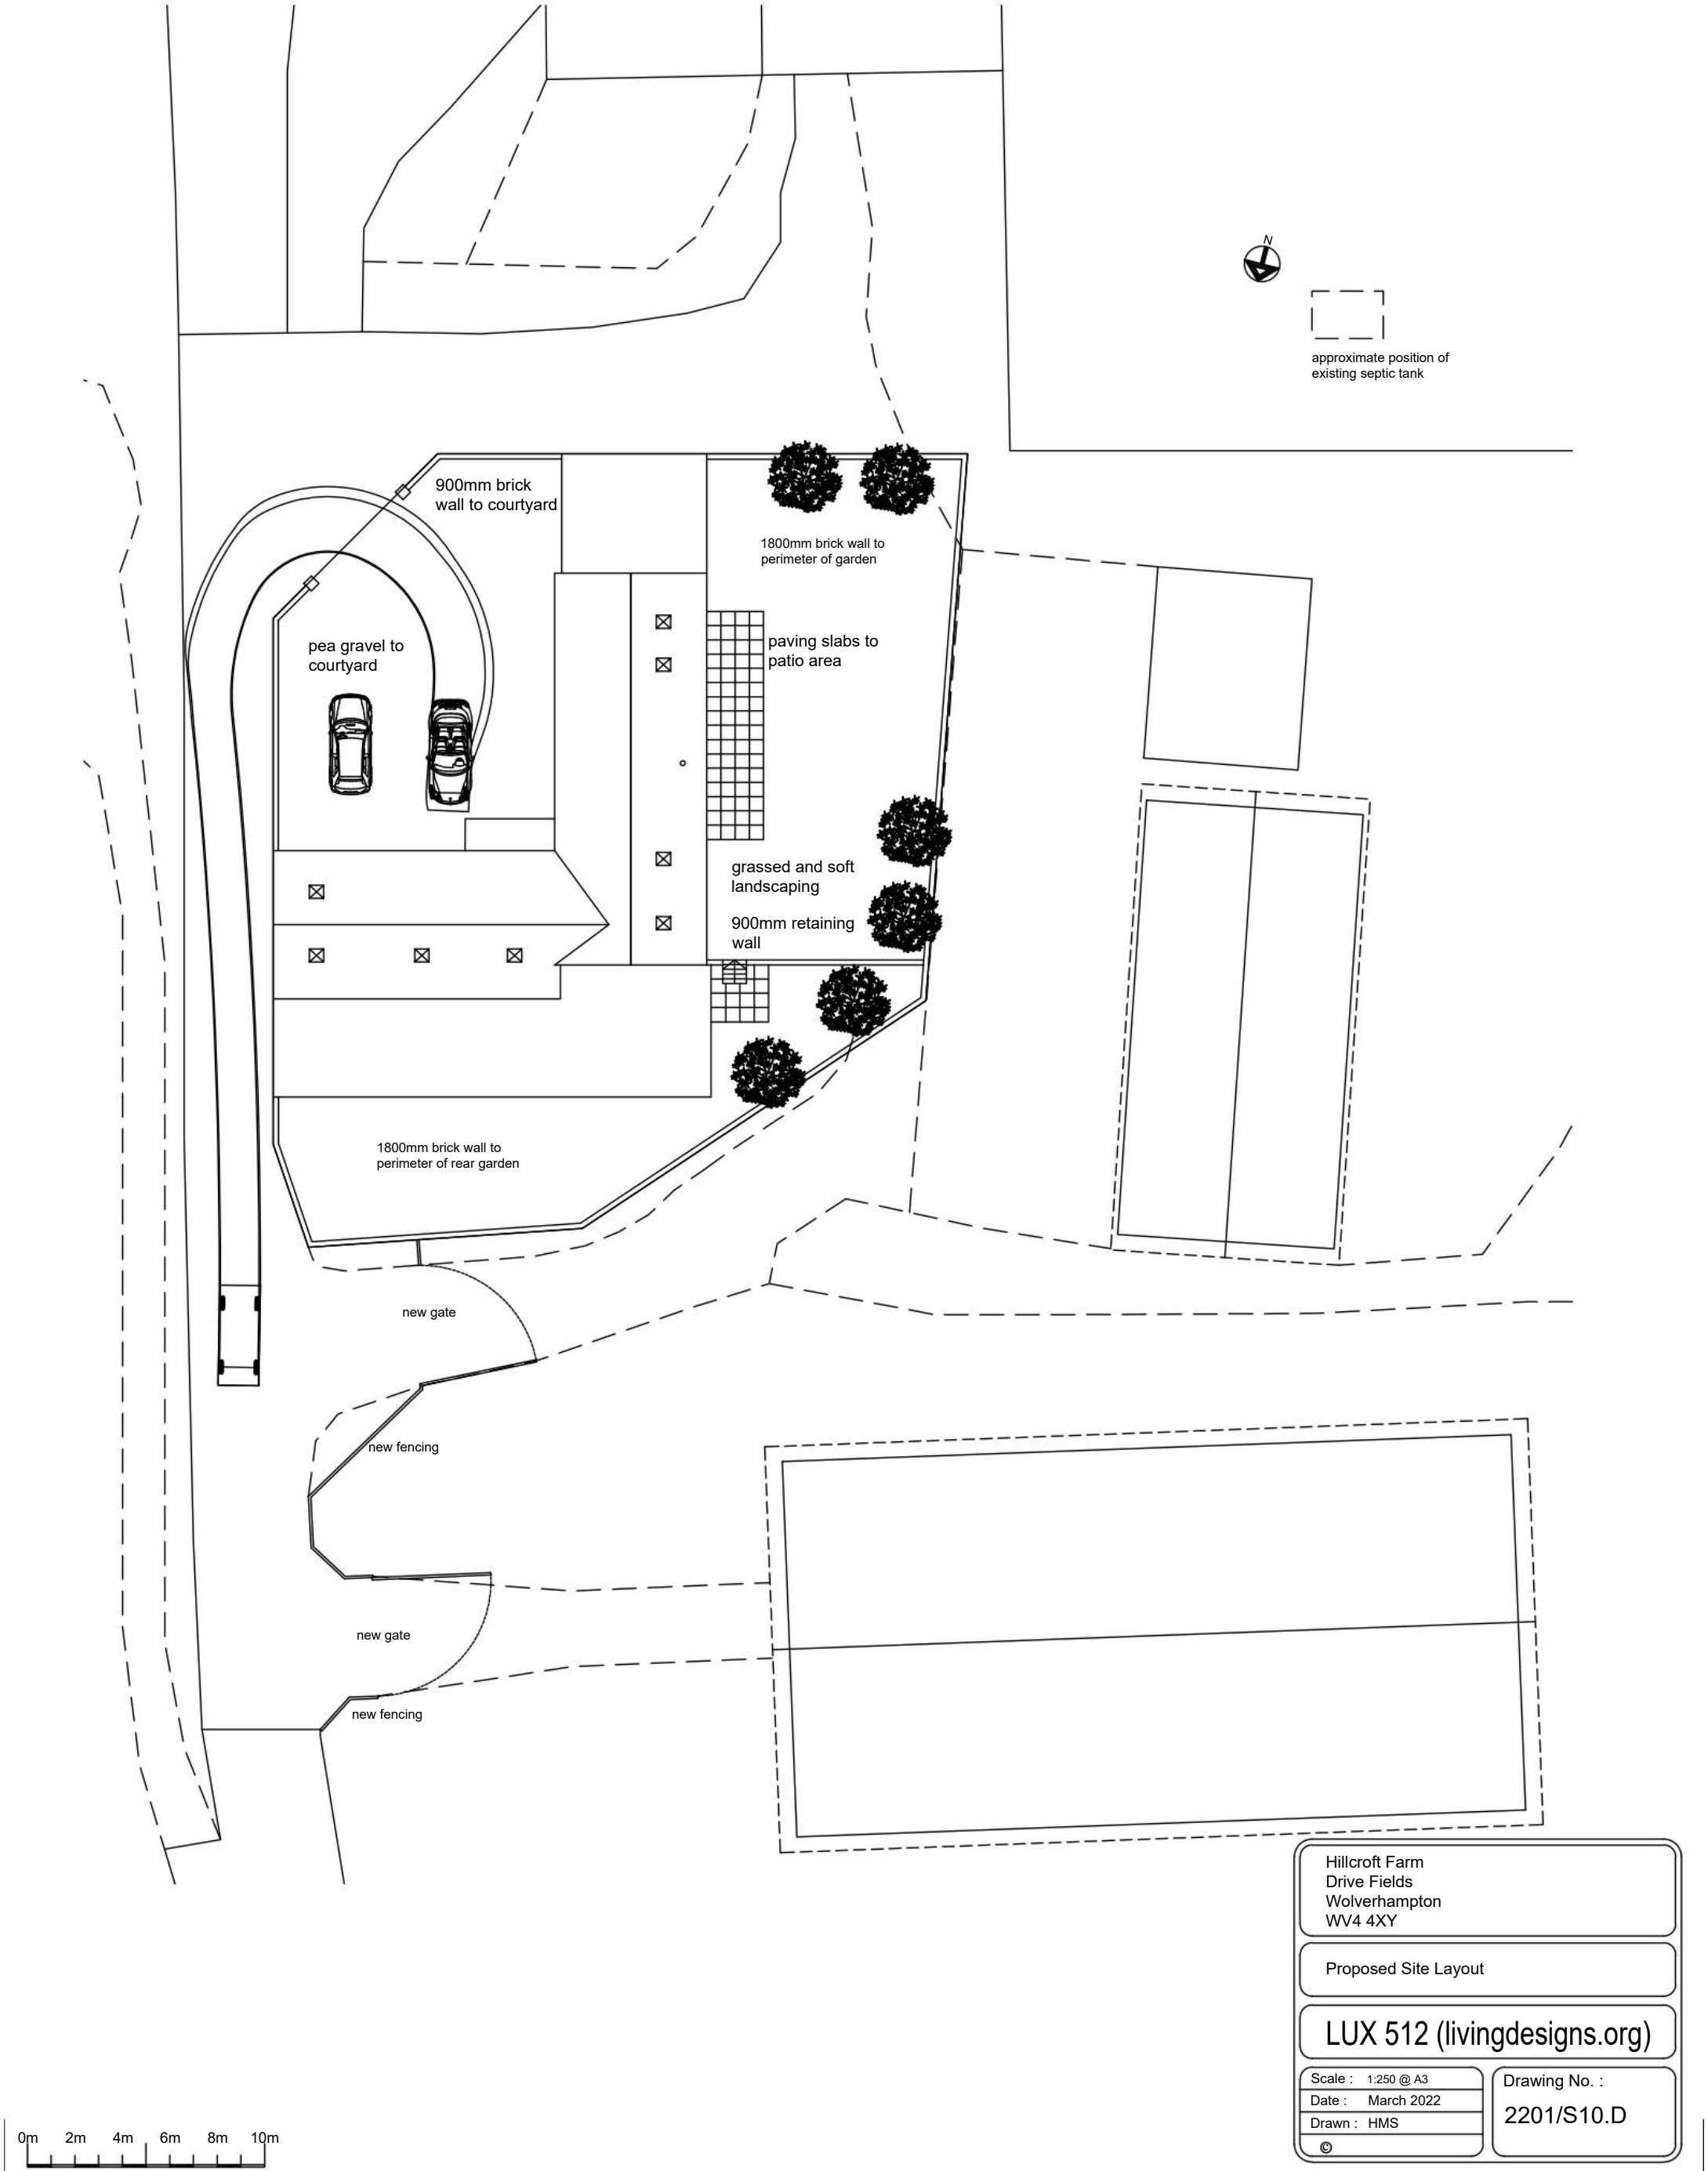 N
approximate position of
existing septic tank
900mm brick
wall to courtyard
1800mm brick wall to
perimeter of garden
pea gravel to
courtyard
paving slabs to
patio area
grassed and soft
landscaping
900mm retaining
wall
1800mm brick wall to
perimeter of rear garden
new gate
new fencing
new gate
new fencing
Hillcroft Farm
Drive Fields
Wolverhampton
WV4 4XY
Proposed Site Layout
LUX 512 (livingdesigns.org)
Scale : 1:250 @ A3
Date : March 2022
Drawn : HMS
©
Drawing No. :
2201/S10.D
0m 2m 4m 6m 8m 10m